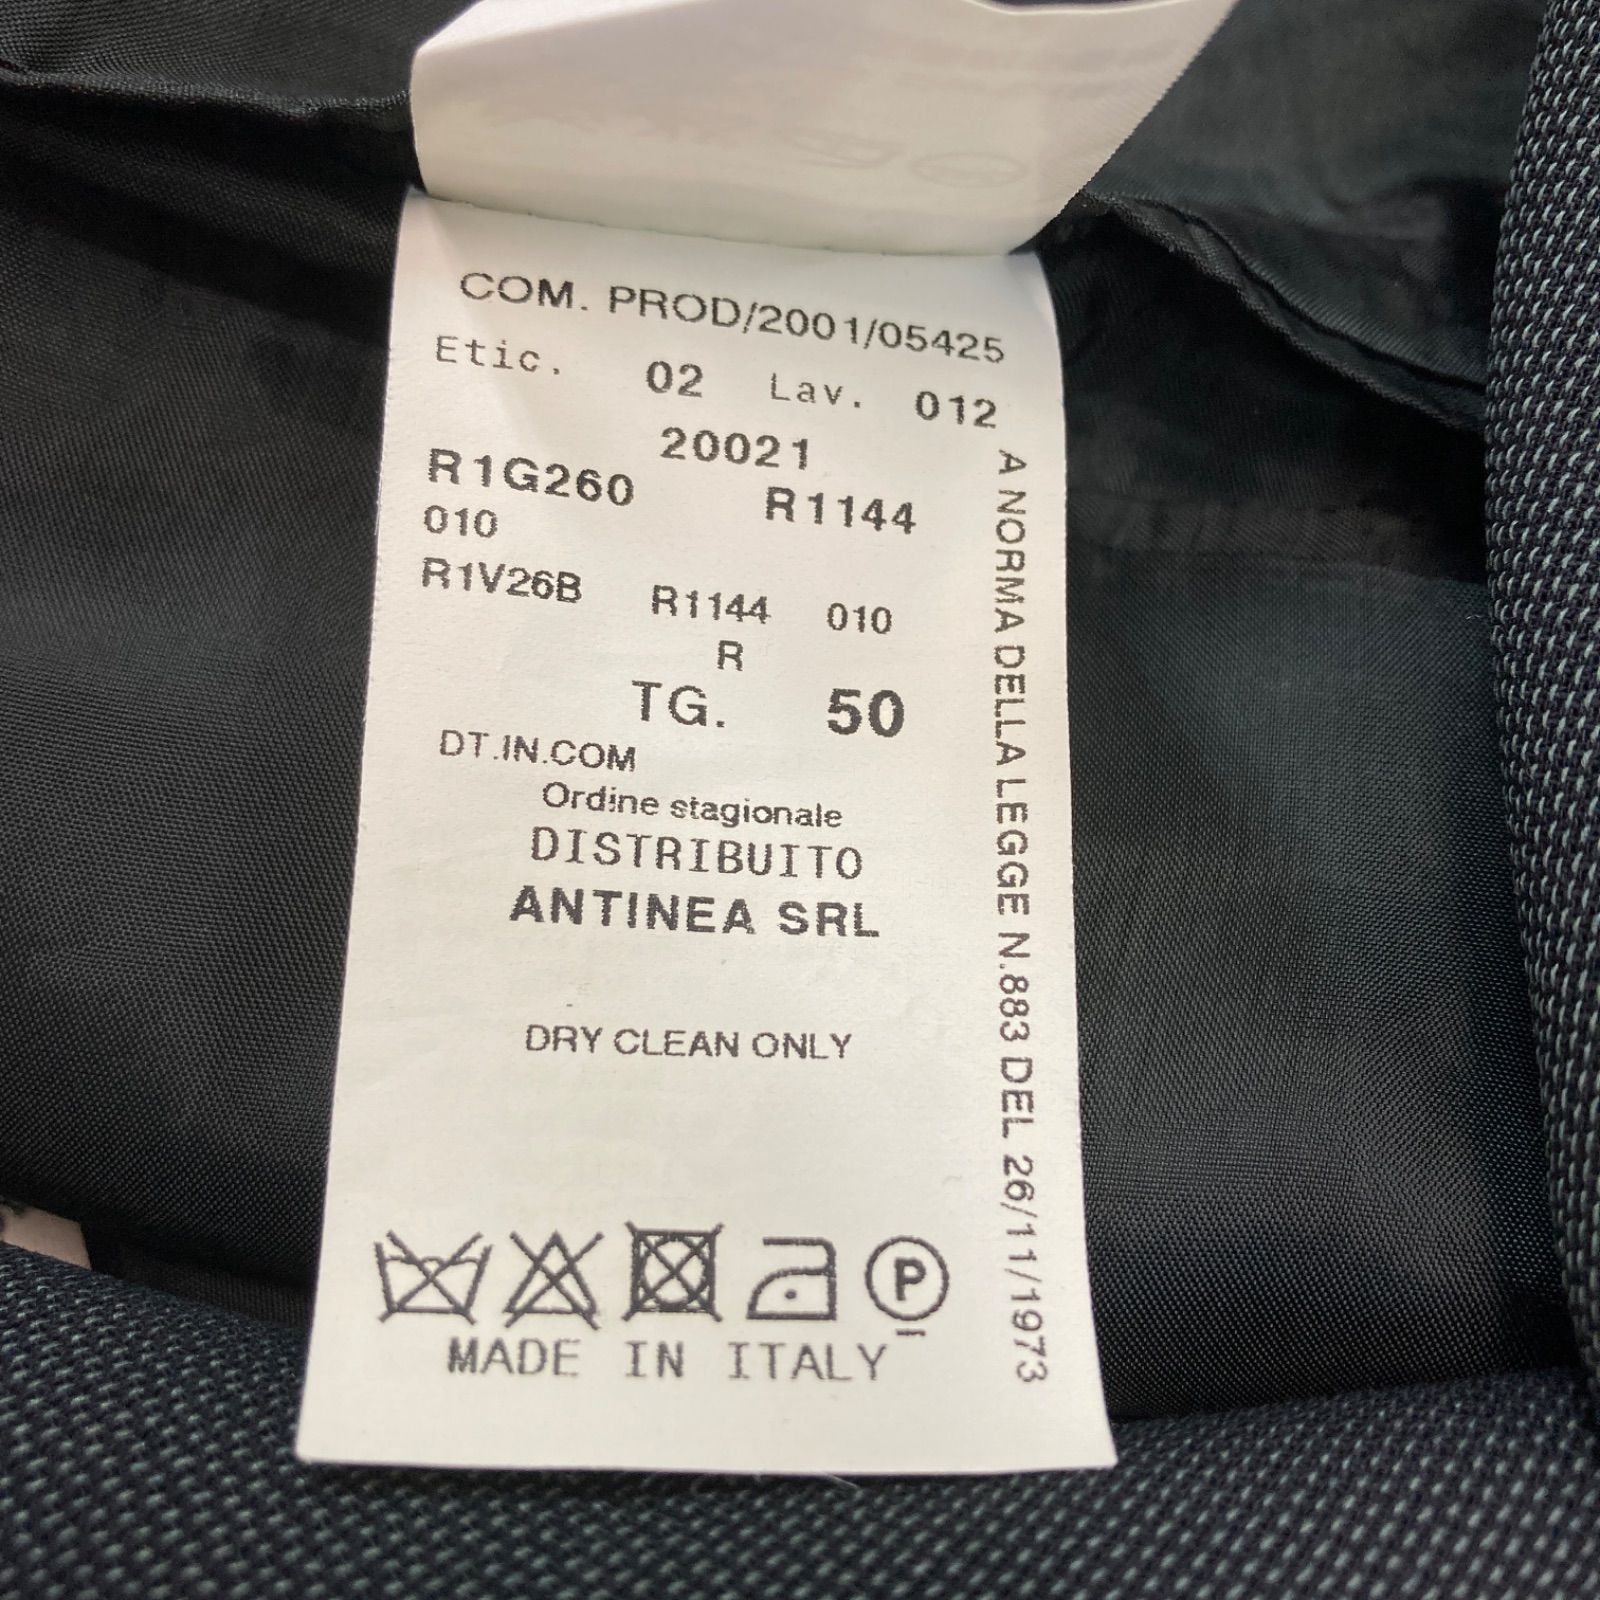 COM. PROD/2001/05425
Etic. 02 Lav. 012
20021
R1G260 R1144
010
R1V26B R1144 010
R
TG. 50
DT.IN.COM
Ordine stagionale
DISTRIBUITO
ANTINEA SRL
DRY CLEAN ONLY
P
MADE IN ITALY
A NORMA DELLA LEGGE N.883 DEL 26/11/1973